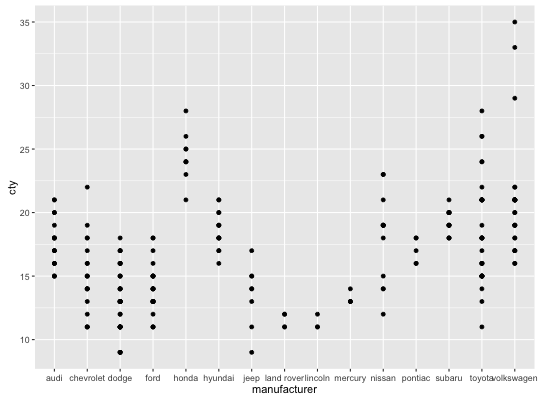 35
30
25
20
15
10
cty
audi chevrolet dodge ford honda hyundai jeep land rover lincoln mercury nissan pontiac subaru toyota volkswagen
manufacturer